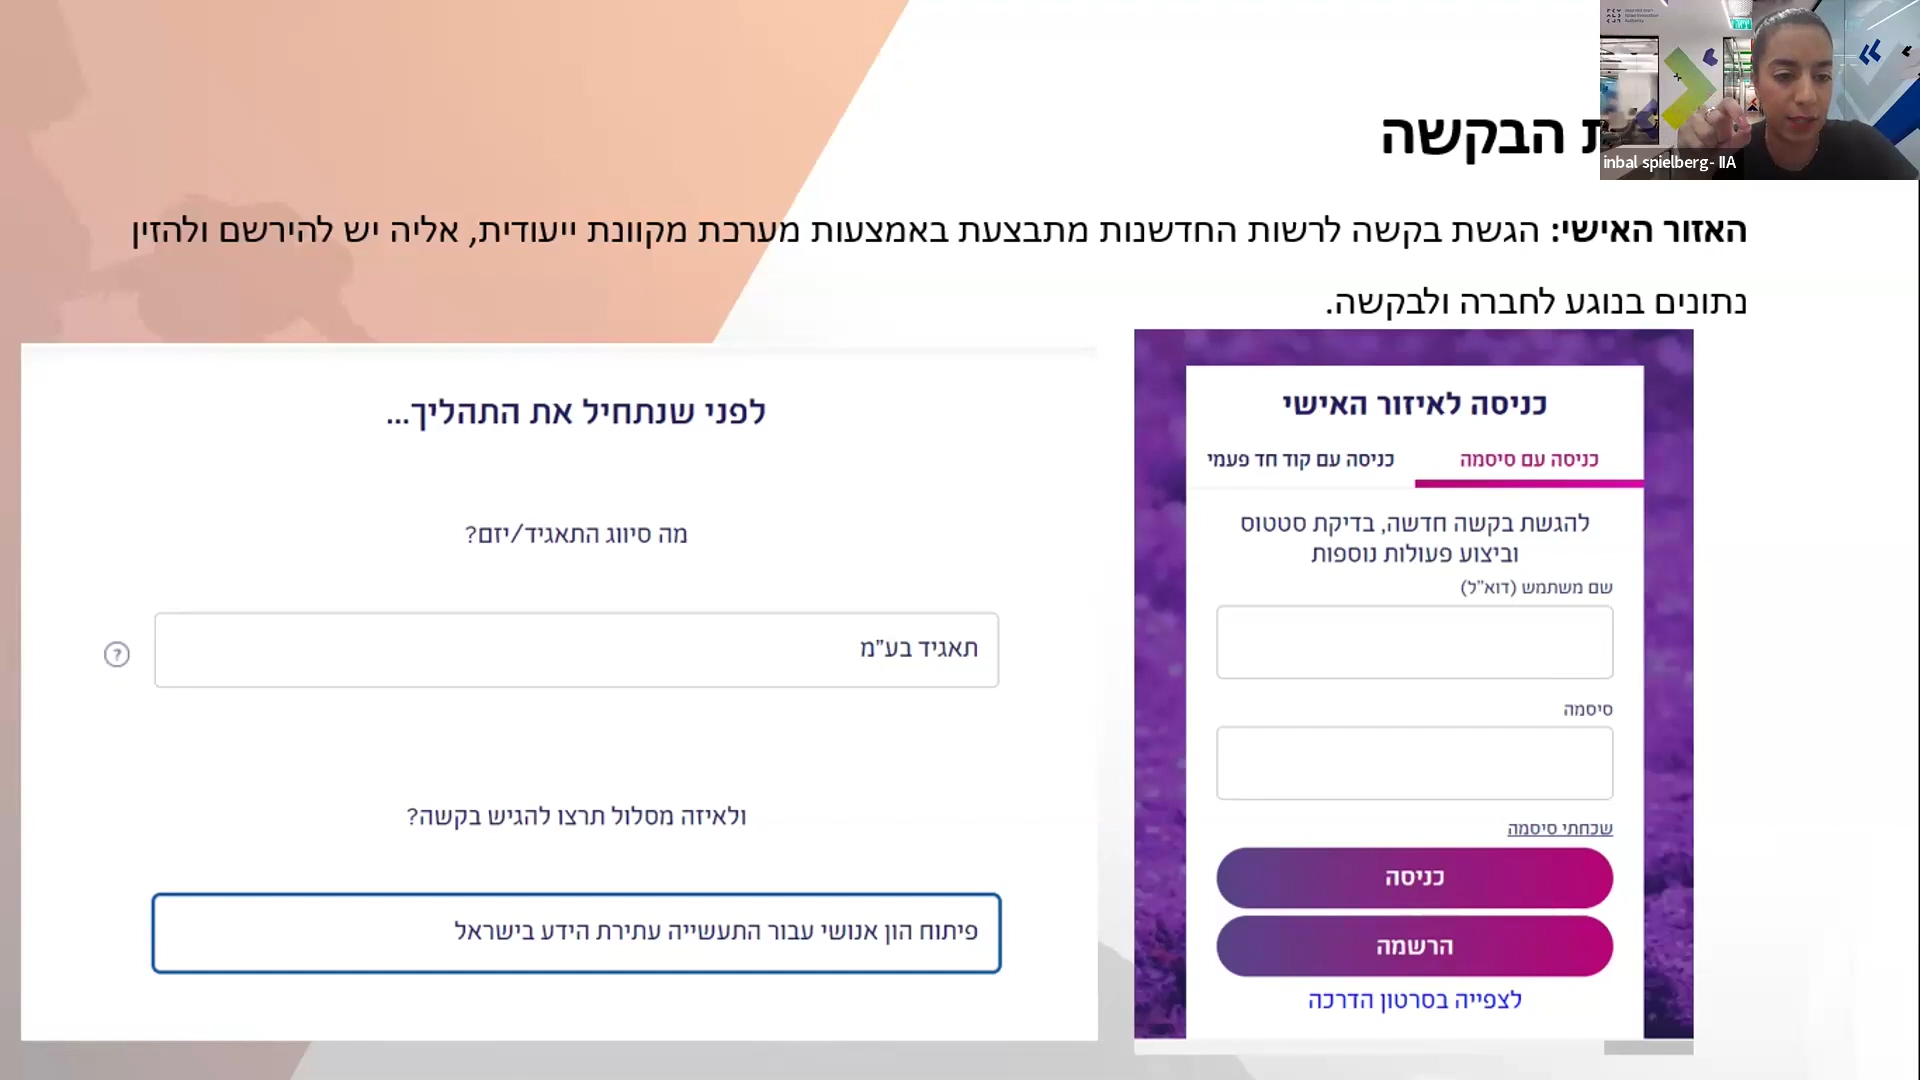 הבקשה
inbal spielberg- IIA
האזור האישי: הגשת בקשה לרשות החדשנות מתבצעת באמצעות מערכת מקוונת ייעודית, אליה יש להירשם ולהזין
נתונים בנוגע לחברה ולבקשה.
כניסה לאיזור האישי
כניסה עם סיסמה
כניסה עם קוד חד פעמי
להגשת בקשה חדשה, בדיקת סטטוס
וביצוע פעולות נוספות
שם משתמש (דוא"ל)
סיסמה
שכחתי סיסמה
כניסה
הרשמה
לצפייה בסרטון הדרכה
לפני שנתחיל את התהליך...
מה סיווג התאגיד/יזם?
תאגיד בע"מ
?
ולאיזה מסלול תרצו להגיש בקשה?
פיתוח הון אנושי עבור התעשייה עתירת הידע בישראל